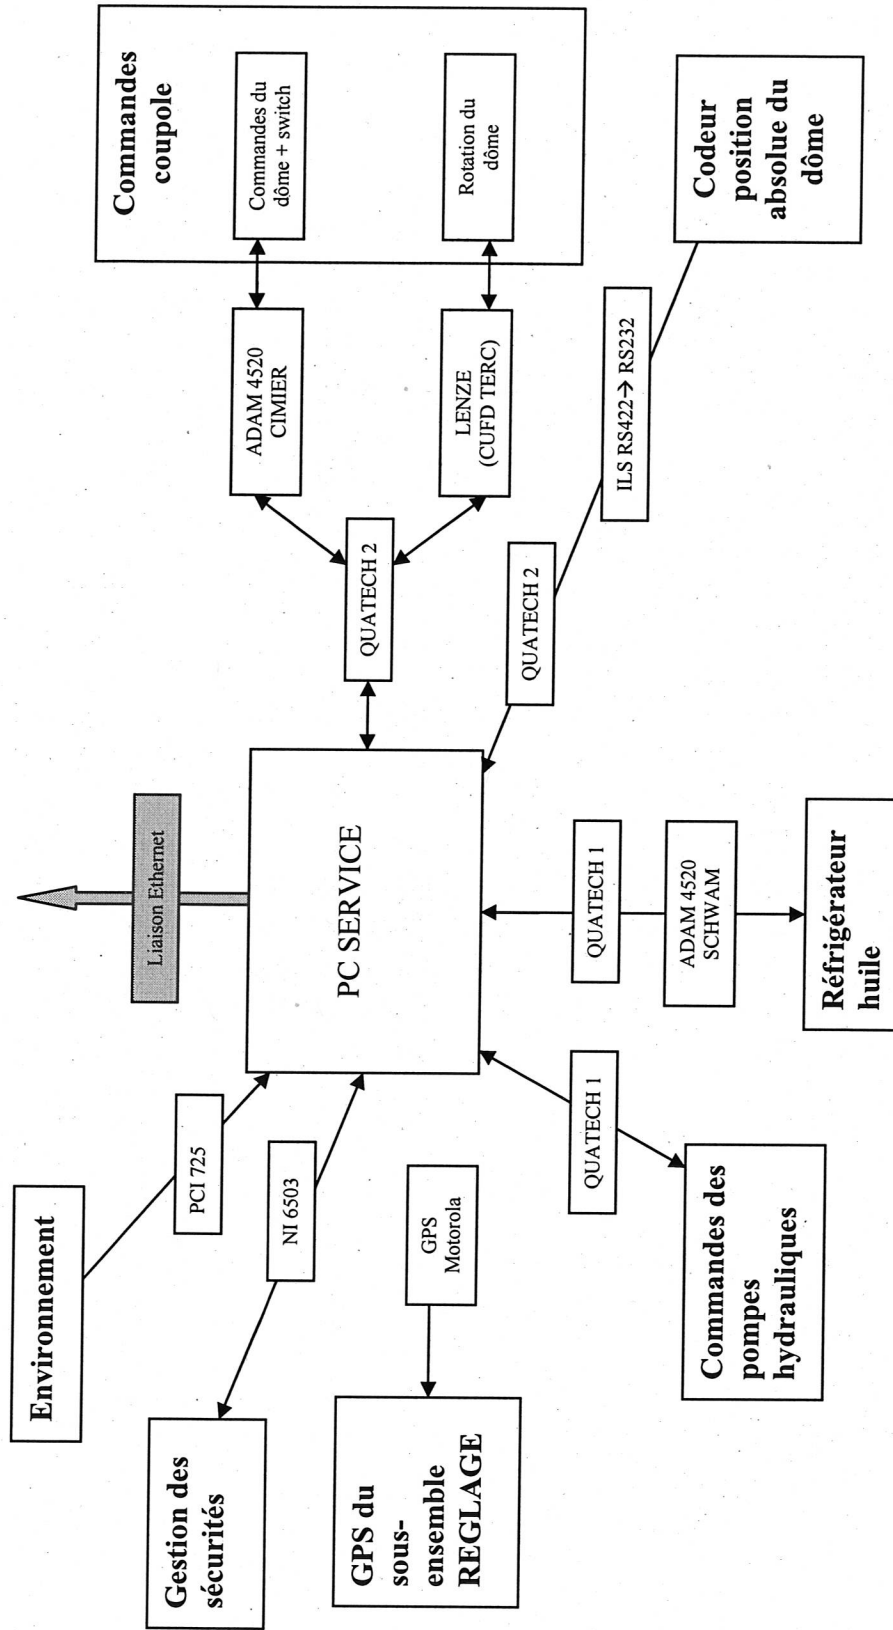 Liaison Ethernet
Environnement
PCI 725
Gestion des
sécurités
NI 6503
GPS du
sous-
ensemble
REGLAGE
GPS
Motorola
PC SERVICE
QUATECH 2
ADAM 4520
CIMIER
LENZE
(CUFD TERC)
Commandes
coupole
Commandes du
dôme + switch
Rotation du
dôme
QUATECH 1
Commandes des
pompes
hydrauliques
QUATECH 1
ADAM 4520
SCHWAM
Réfrigérateur
huile
QUATECH 2
ILS RS422→ RS232
Codeur
position
absolue du
dôme